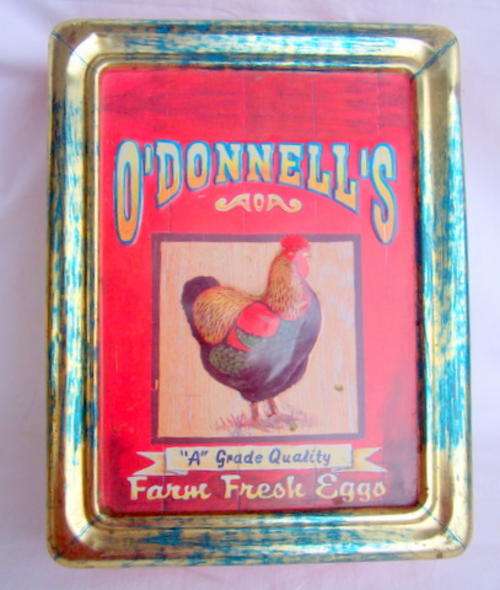 O'DONNELL'S
"A" Grade Quality
Farm Fresh Eggs